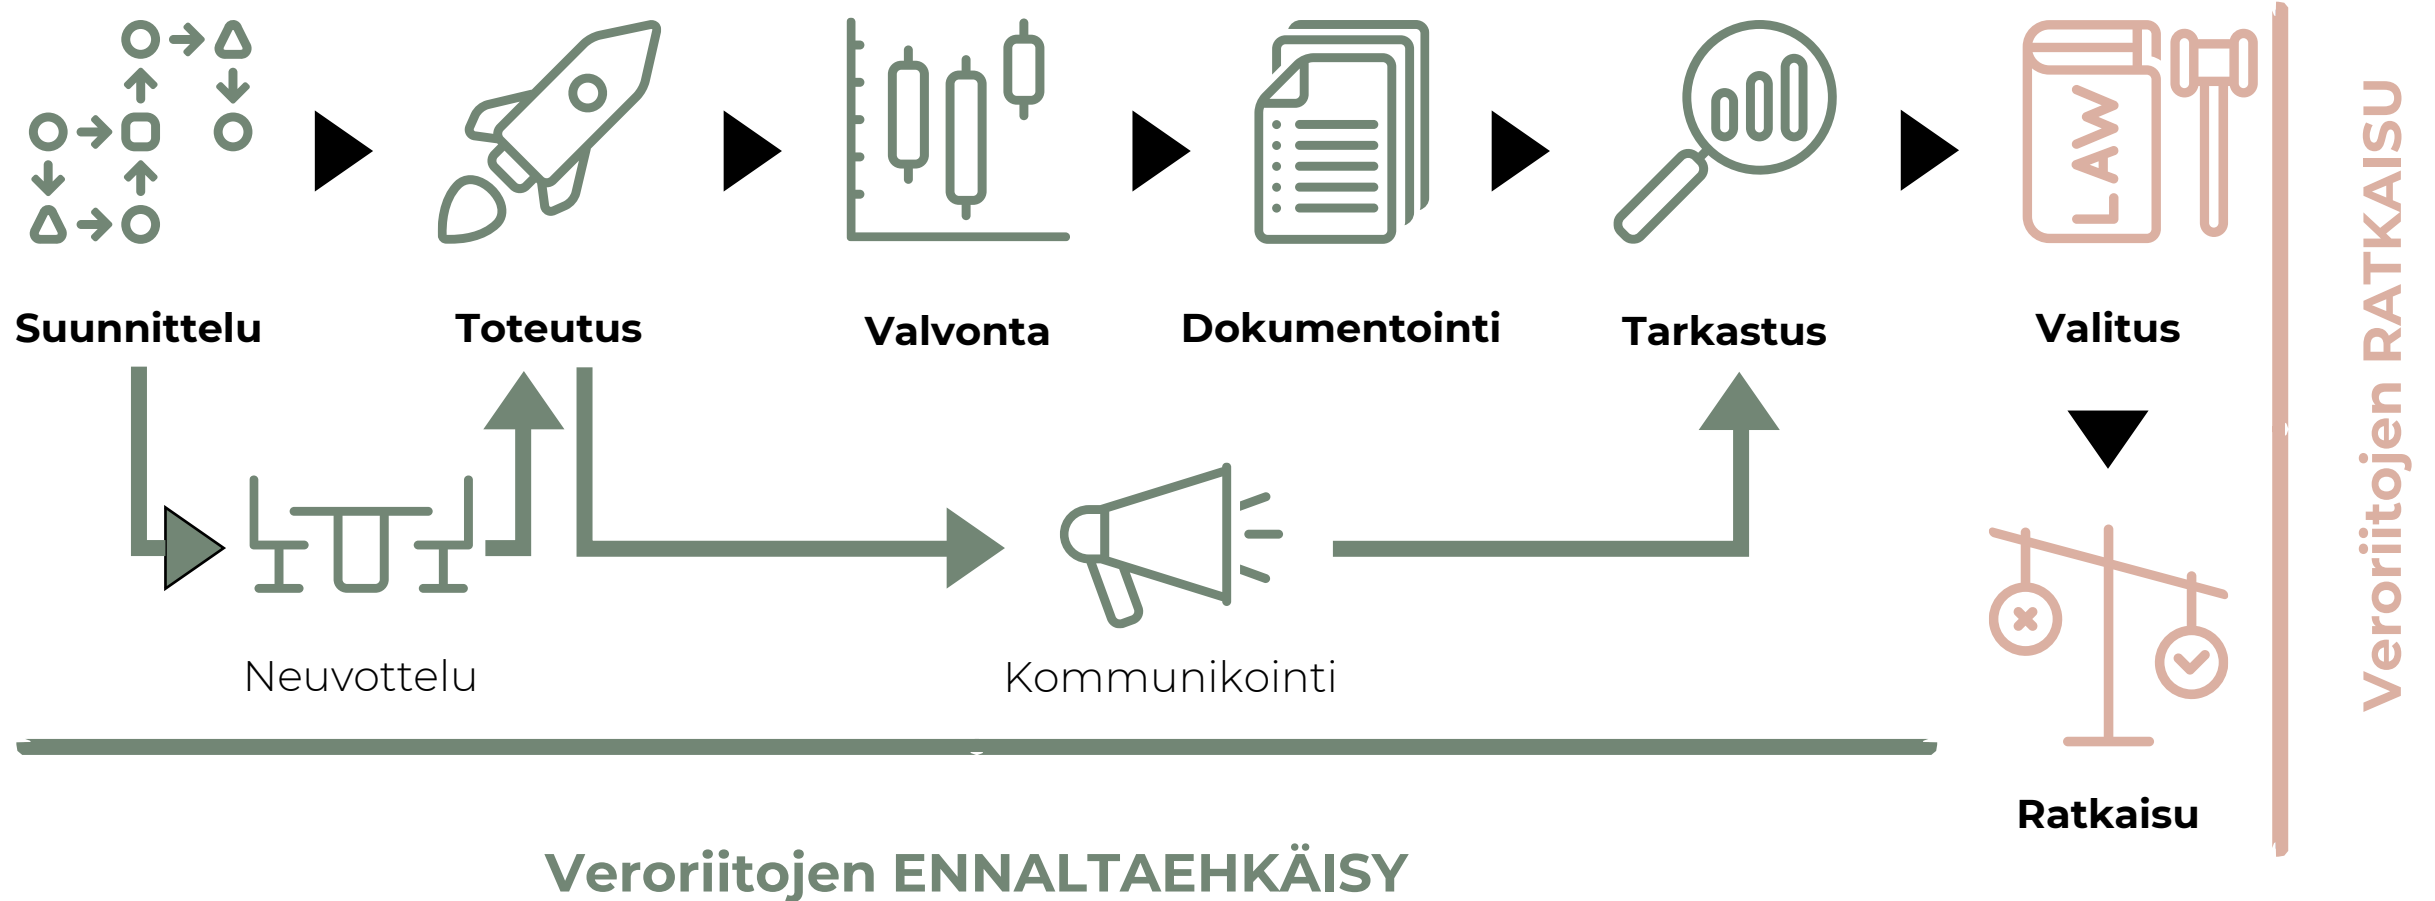 LAW
Suunnittelu
Toteutus
Valvonta
Dokumentointi
Tarkastus
Valitus
Neuvottelu
Kommunikointi
Ratkaisu
Veroriitojen ENNALTAEHKÄISY
Veroriitojen RATKAISU